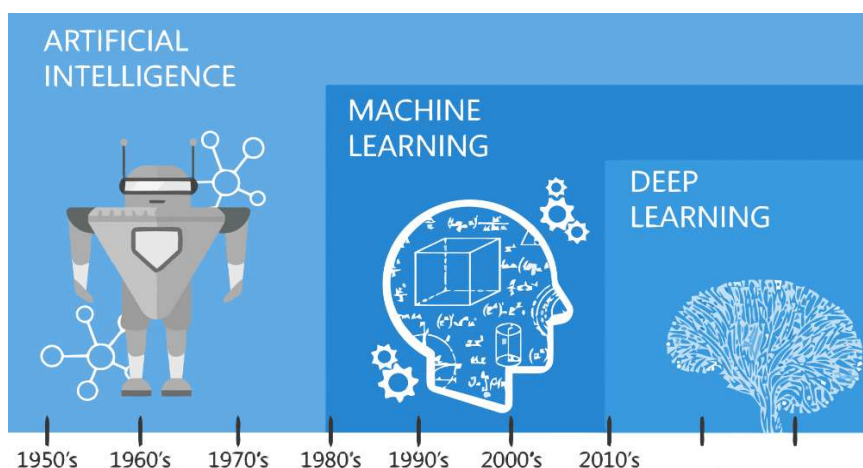 ARTIFICIAL
INTELLIGENCE
MACHINE
LEARNING
DEEP
LEARNING
1950's 1960's 1970's 1980's 1990's 2000's 2010's